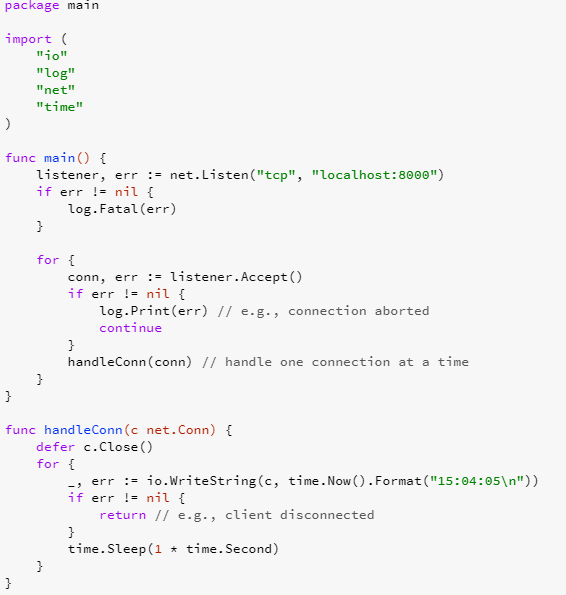 package main

import (
    "io"
    "log"
    "net"
    "time"
)

func main() {
    listener, err := net.Listen("tcp", "localhost:8000")
    if err != nil {
        log.Fatal(err)
    }

    for {
        conn, err := listener.Accept()
        if err != nil {
            log.Print(err) // e.g., connection aborted
            continue
        }
        handleConn(conn) // handle one connection at a time
    }
}

func handleConn(c net.Conn) {
    defer c.Close()
    for {
        _, err := io.WriteString(c, time.Now().Format("15:04:05\n"))
        if err != nil {
            return // e.g., client disconnected
        }
        time.Sleep(1 * time.Second)
    }
}